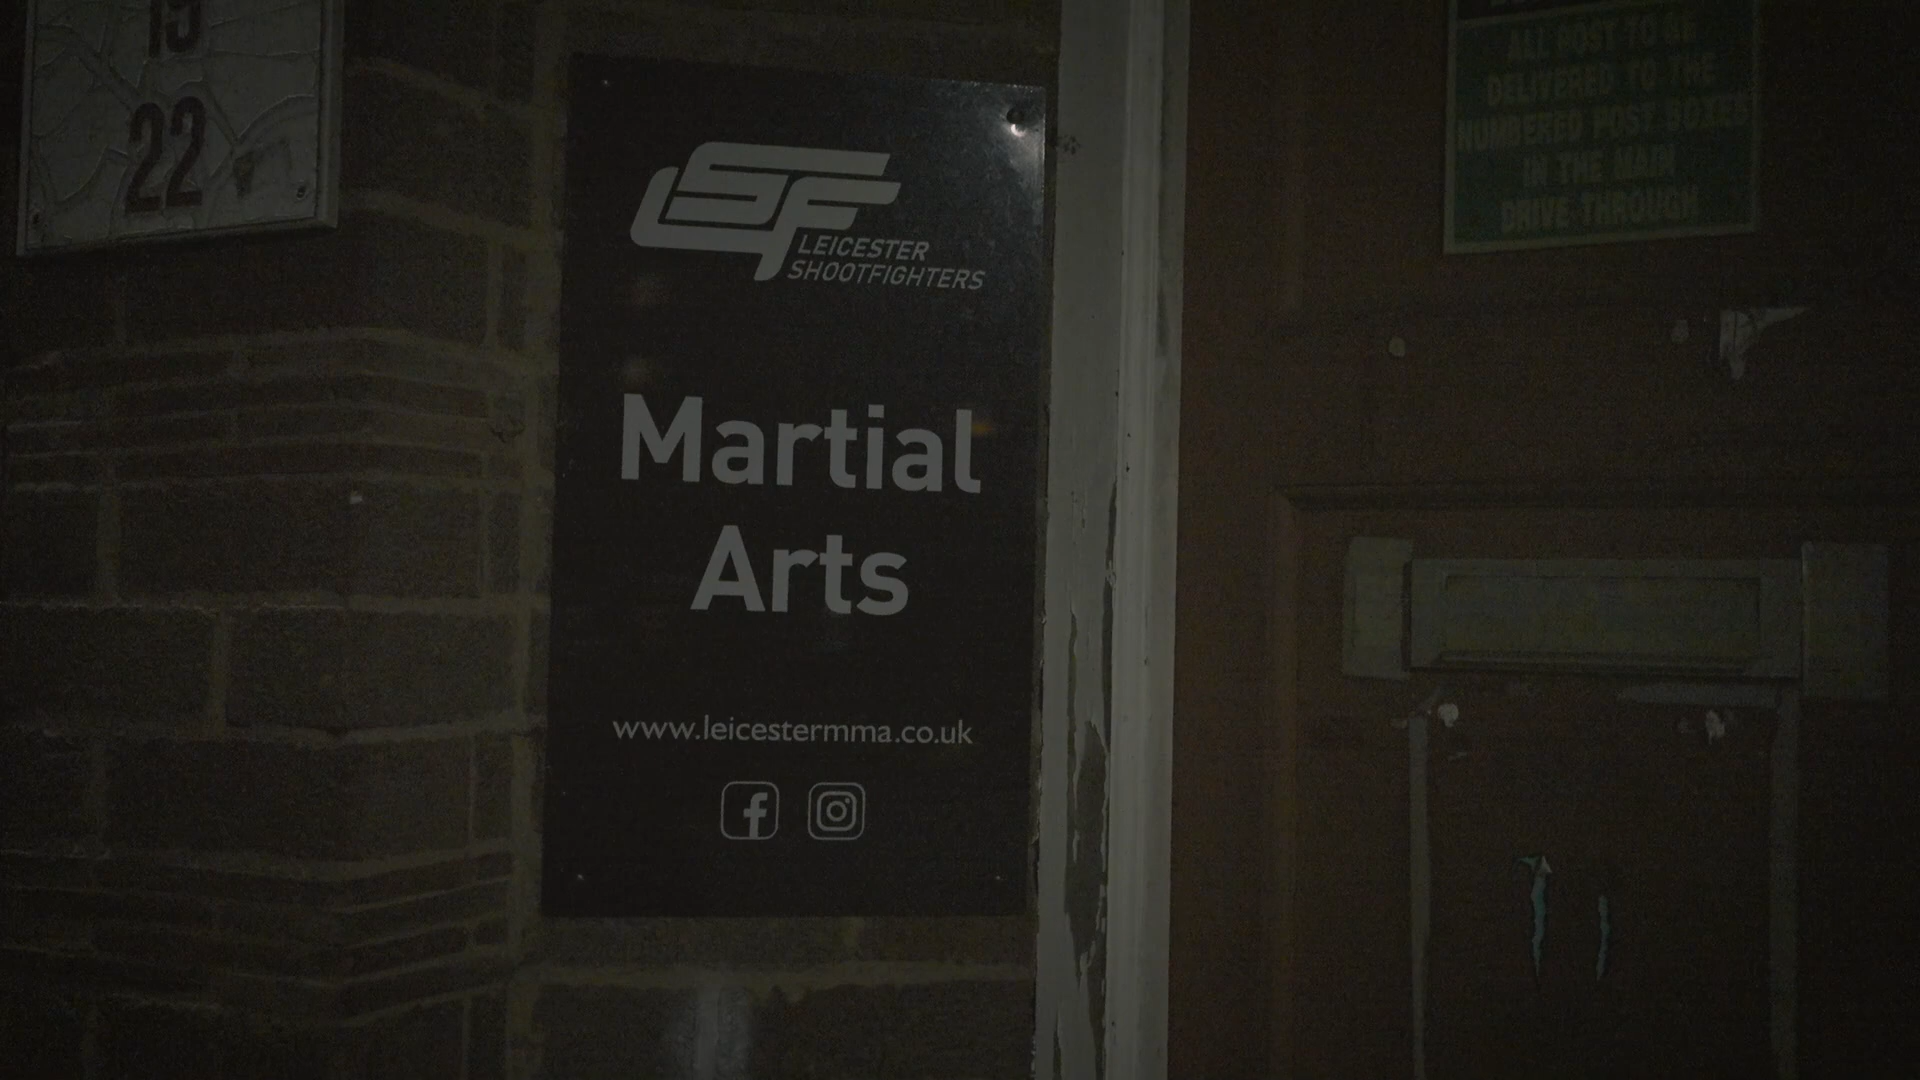 19
22
LSF
LEICESTER
SHOOTFIGHTERS
Martial
Arts
www.leicestermma.co.uk
ALL POST TO BE
DELIVERED TO THE
NUMBERED POST BOXES
IN THE MAIN
DRIVE THROUGH